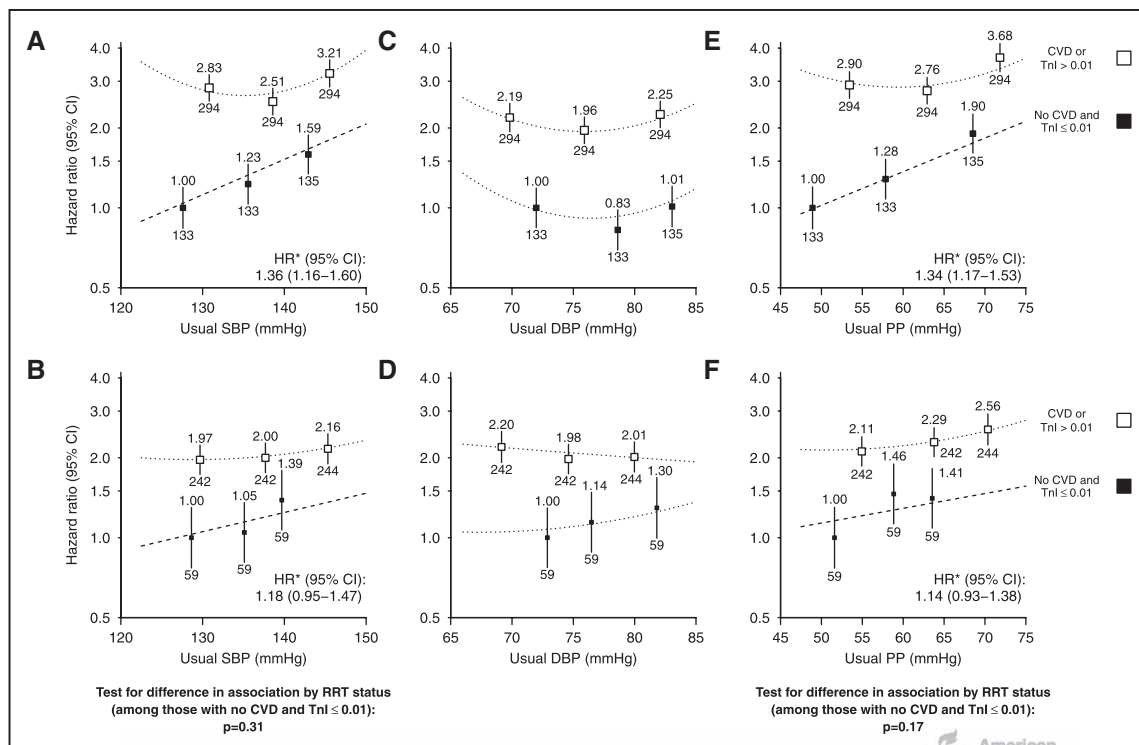 A
C
E
4.0
3.0
2.0
1.5
1.0
0.5
Hazard ratio (95% CI)
2.83
294
2.51
294
3.21
294
1.00
133
1.23
133
1.59
135
HR* (95% CI):
1.36 (1.16–1.60)
120 130 140 150
Usual SBP (mmHg)
4.0
3.0
2.0
1.5
1.0
0.5
2.19
294
1.96
294
2.25
294
1.00
133
0.83
133
1.01
135
65 70 75 80 85
Usual DBP (mmHg)
4.0
3.0
2.0
1.5
1.0
0.5
2.90
294
2.76
294
3.68
294
1.00
133
1.28
133
1.90
135
HR* (95% CI):
1.34 (1.17–1.53)
45 50 55 60 65 70 75
Usual PP (mmHg)
CVD or
TnI > 0.01
No CVD and
TnI ≤ 0.01
B
D
F
4.0
3.0
2.0
1.5
1.0
0.5
Hazard ratio (95% CI)
1.97
242
2.00
242
2.16
244
1.00
59
1.05
59
1.39
59
HR* (95% CI):
1.18 (0.95–1.47)
120 130 140 150
Usual SBP (mmHg)
4.0
3.0
2.0
1.5
1.0
0.5
2.20
242
1.98
242
2.01
244
1.00
59
1.14
59
1.30
59
65 70 75 80 85
Usual DBP (mmHg)
4.0
3.0
2.0
1.5
1.0
0.5
2.11
242
2.29
242
2.56
244
1.00
59
1.46
59
1.41
59
HR* (95% CI):
1.14 (0.93–1.38)
45 50 55 60 65 70 75
Usual PP (mmHg)
CVD or
TnI > 0.01
No CVD and
TnI ≤ 0.01
Test for difference in association by RRT status
(among those with no CVD and TnI ≤ 0.01):
p=0.31
Test for difference in association by RRT status
(among those with no CVD and TnI ≤ 0.01):
p=0.17
American